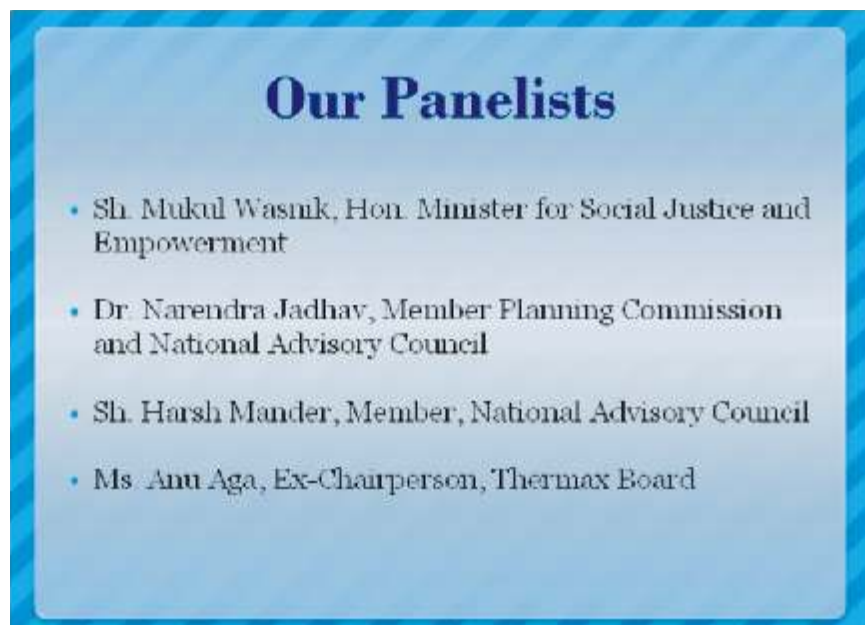 Our Panelists
• Sh. Mukul Wasnik, Hon. Minister for Social Justice and
Empowerment
• Dr. Narendra Jadhav, Member Planning Commission
and National Advisory Council
• Sh. Harsh Mander, Member, National Advisory Council
• Ms. Anu Aga, Ex-Chairperson, Thermax Board